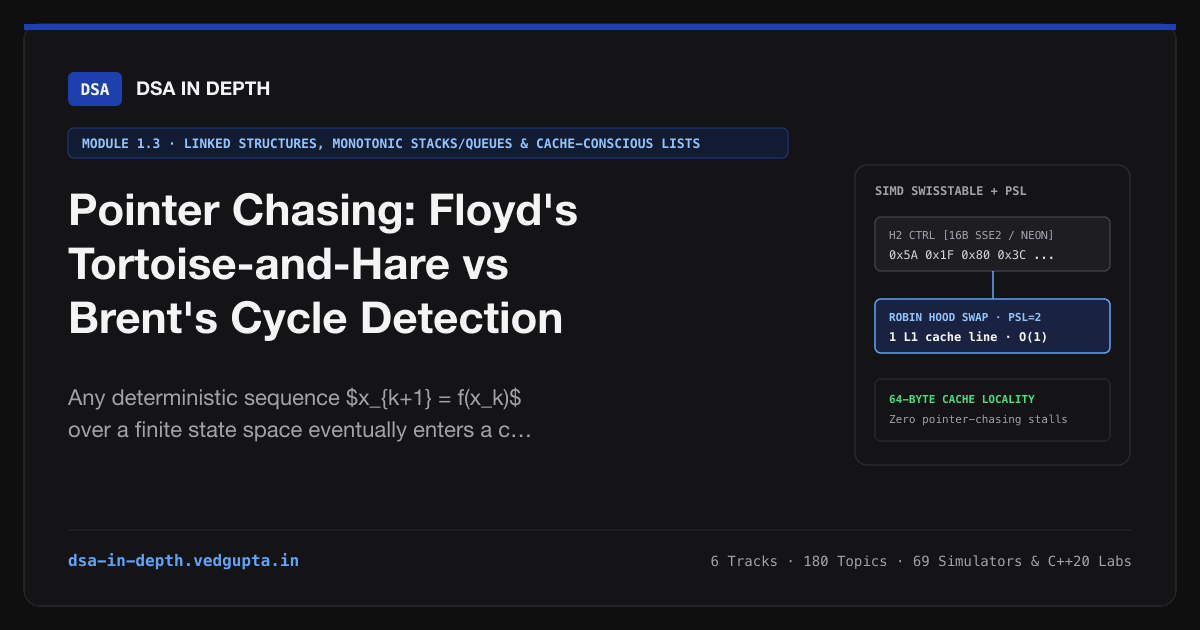 DSA
DSA IN DEPTH
MODULE 1.3 · LINKED STRUCTURES, MONOTONIC STACKS/QUEUES & CACHE-CONSCIOUS LISTS
Pointer Chasing: Floyd's
Tortoise-and-Hare vs
Brent's Cycle Detection
Any deterministic sequence $x_{k+1} = f(x_k)$
over a finite state space eventually enters a c...
SIMD SWISSTABLE + PSL
H2 CTRL [16B SSE2 / NEON]
0x5A 0x1F 0x80 0x3C ...
ROBIN HOOD SWAP · PSL=2
1 L1 cache line · O(1)
64-BYTE CACHE LOCALITY
Zero pointer-chasing stalls
dsa-in-depth.vedgupta.in
6 Tracks · 180 Topics · 69 Simulators & C++20 Labs